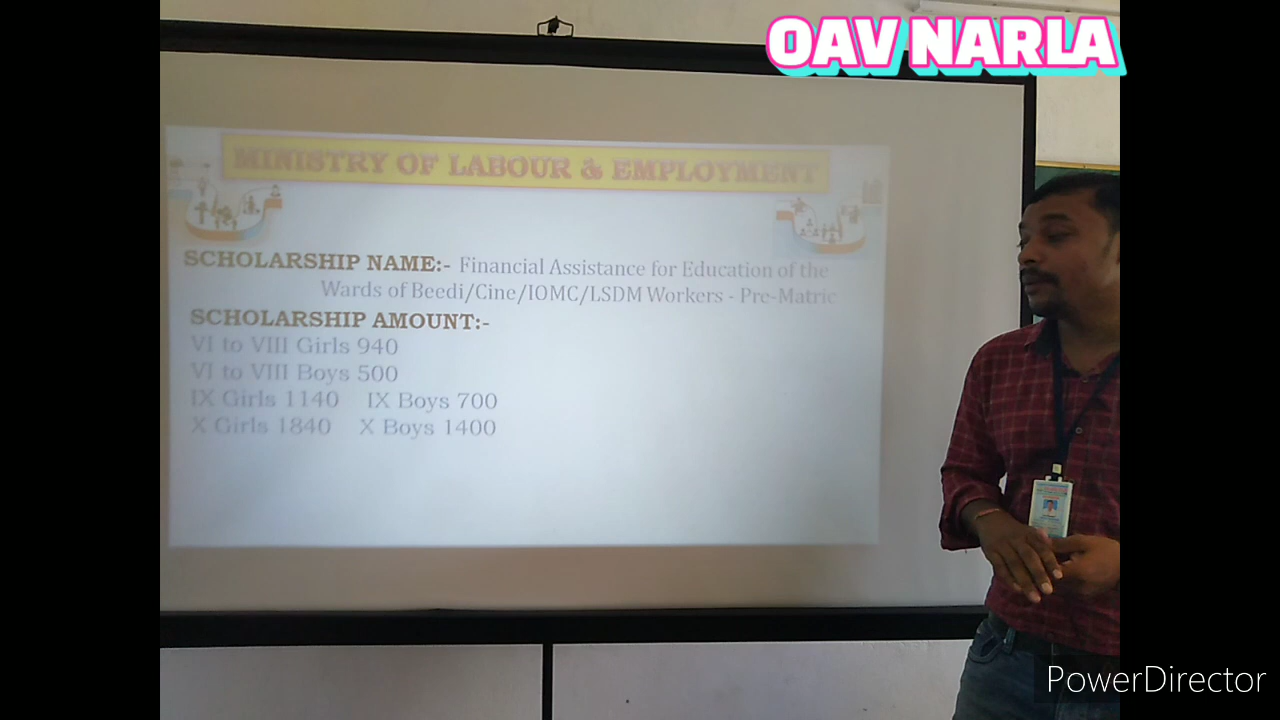 OAV NARLA
MINISTRY OF LABOUR & EMPLOYMENT
SCHOLARSHIP NAME:- Financial Assistance for Education of the
Wards of Beedi/Cine/IOMC/LSDM Workers - Pre-Matric
SCHOLARSHIP AMOUNT:-
VI to VIII Girls 940
VI to VIII Boys 500
IX Girls 1140 IX Boys 700
X Girls 1840 X Boys 1400
PowerDirector